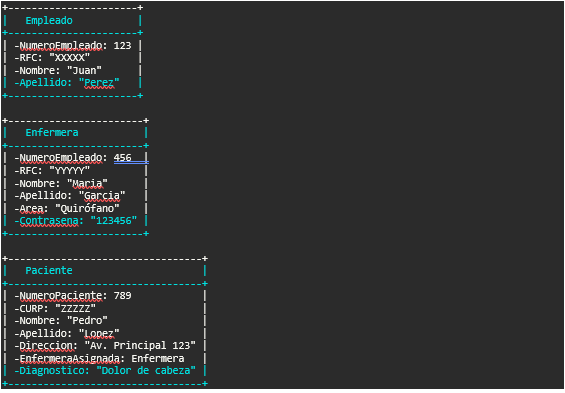 +----------------------+
|   Empleado           |
+----------------------+
| -NumeroEmpleado: 123 |
| -RFC: "XXXXX"        |
| -Nombre: "Juan"      |
| -Apellido: "Perez"   |
+----------------------+
+-----------------------+
|   Enfermera           |
+-----------------------+
| -NumeroEmpleado: 456  |
| -RFC: "YYYYY"         |
| -Nombre: "Maria"      |
| -Apellido: "Garcia"   |
| -Area: "Quirófano"    |
| -Contrasena: "123456" |
+-----------------------+
+---------------------------------+
|   Paciente                      |
+---------------------------------+
| -NumeroPaciente: 789            |
| -CURP: "ZZZZZ"                  |
| -Nombre: "Pedro"                |
| -Apellido: "Lopez"              |
| -Direccion: "Av. Principal 123" |
| -EnfermeraAsignada: Enfermera   |
| -Diagnostico: "Dolor de cabeza" |
+---------------------------------+